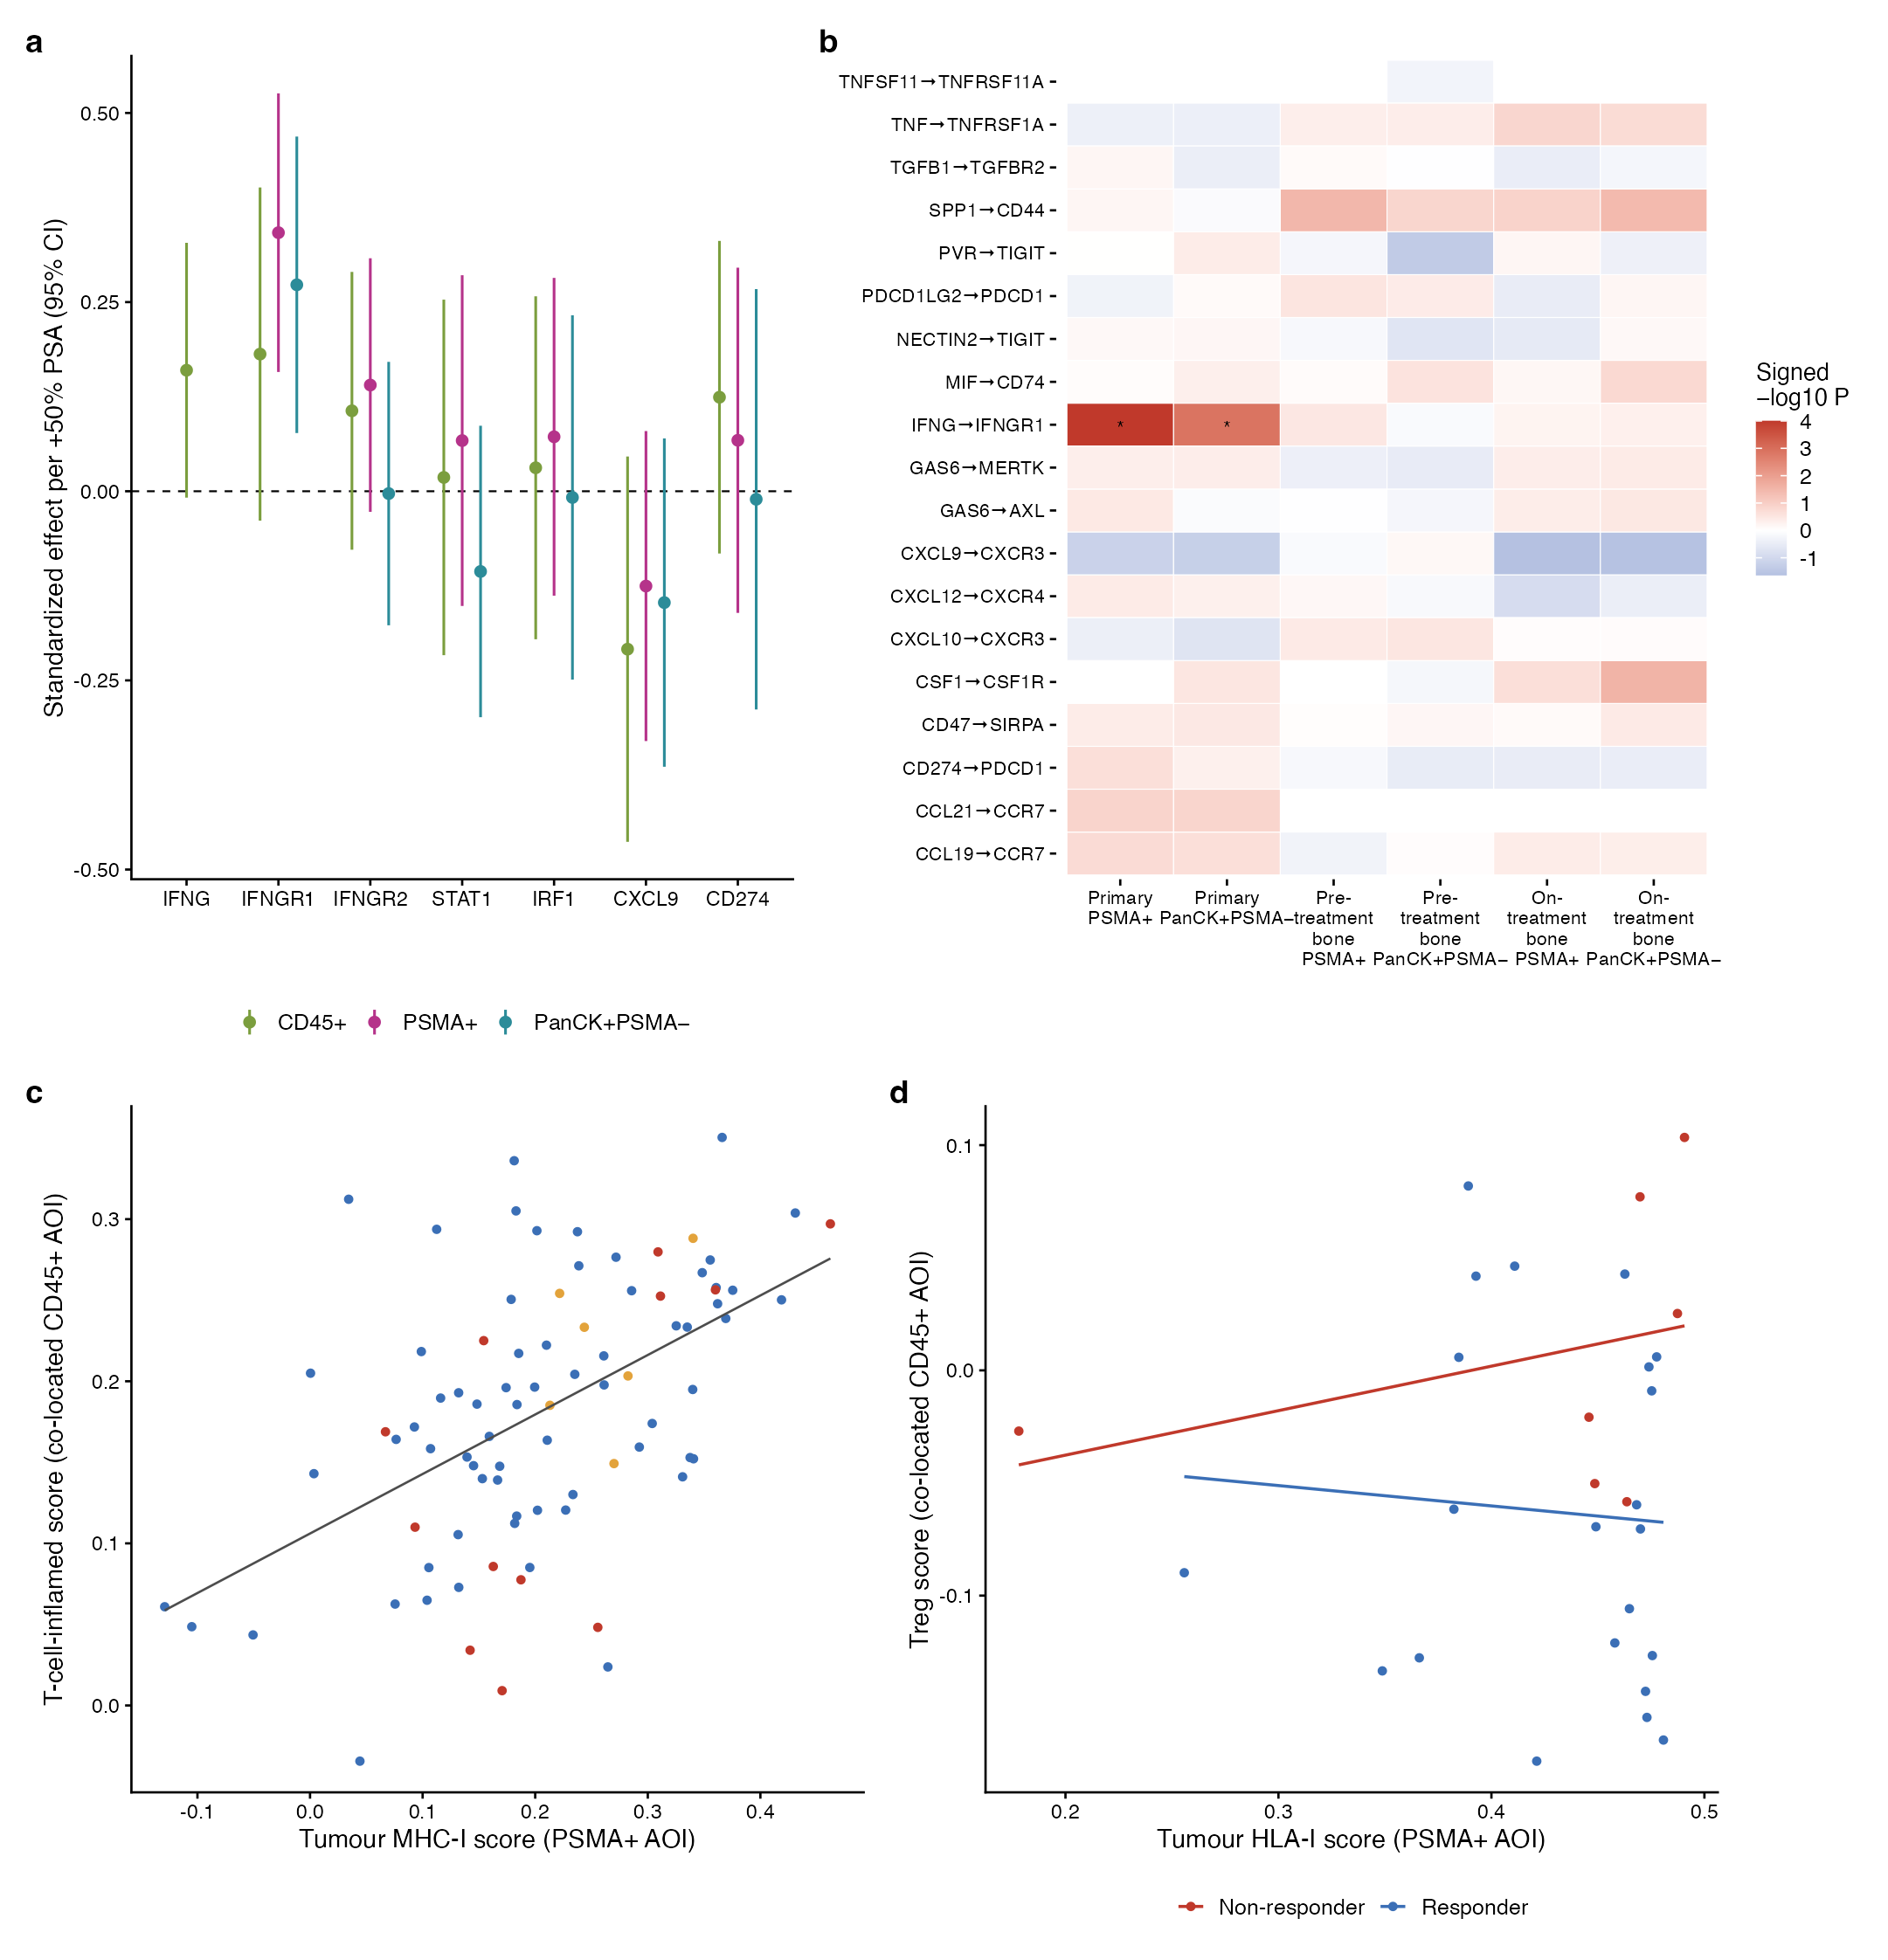 a
Standardized effect per +50% PSA (95% CI)
0.50
0.25
0.00
-0.25
-0.50
IFNG IFNGR1 IFNGR2 STAT1 IRF1 CXCL9 CD274
CD45+ PSMA+ PanCK+PSMA−
b
TNFSF11→TNFRSF11A
TNF→TNFRSF1A
TGFB1→TGFBR2
SPP1→CD44
PVR→TIGIT
PDCD1LG2→PDCD1
NECTIN2→TIGIT
MIF→CD74
IFNG→IFNGR1 * *
GAS6→MERTK
GAS6→AXL
CXCL9→CXCR3
CXCL12→CXCR4
CXCL10→CXCR3
CSF1→CSF1R
CD47→SIRPA
CD274→PDCD1
CCL21→CCR7
CCL19→CCR7
Primary
PSMA+
Primary
PanCK+PSMA−
Pre-
treatment
bone
PSMA+
Pre-
treatment
bone
PanCK+PSMA−
On-
treatment
bone
PSMA+
On-
treatment
bone
PanCK+PSMA−
Signed
−log10 P
4
3
2
1
0
-1
c
T-cell-inflamed score (co-located CD45+ AOI)
0.3
0.2
0.1
0.0
-0.1 0.0 0.1 0.2 0.3 0.4
Tumour MHC-I score (PSMA+ AOI)
d
Treg score (co-located CD45+ AOI)
0.1
0.0
-0.1
0.2 0.3 0.4 0.5
Tumour HLA-I score (PSMA+ AOI)
Non-responder Responder